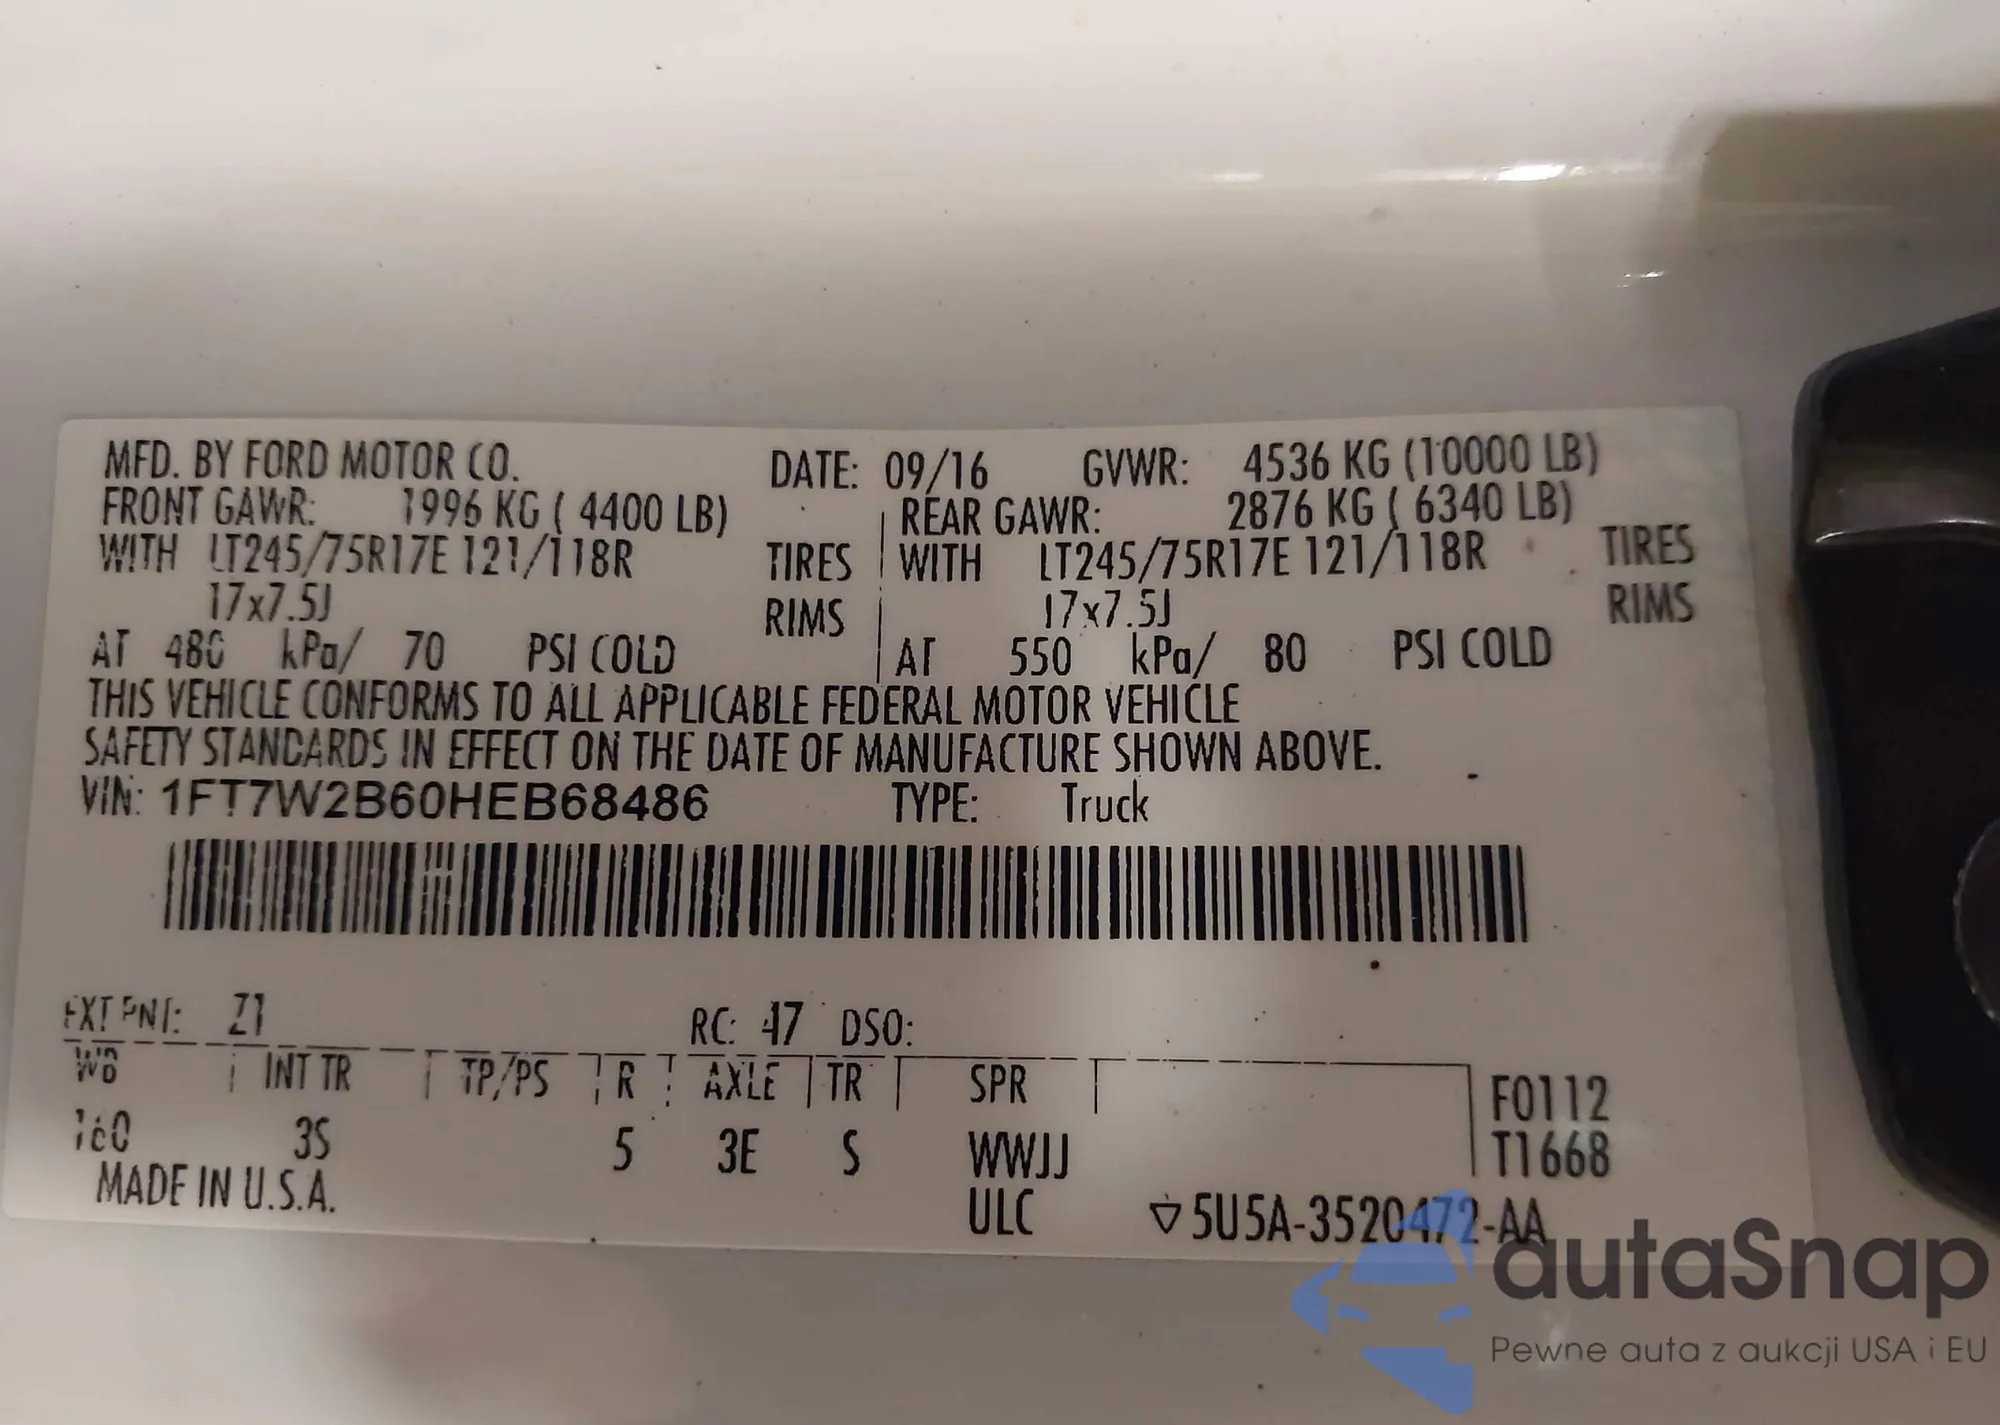 MFD. BY FORD MOTOR CO. DATE: 09/16 GVWR: 4536 KG (10000 LB)
FRONT GAWR: 1996 KG ( 4400 LB) REAR GAWR: 2876 KG ( 6340 LB)
WITH LT245/75R17E 121/118R TIRES WITH LT245/75R17E 121/118R TIRES
17x7.5J RIMS 17x7.5J RIMS
AT 480 kPa/ 70 PSI COLD AT 550 kPa/ 80 PSI COLD
THIS VEHICLE CONFORMS TO ALL APPLICABLE FEDERAL MOTOR VEHICLE
SAFETY STANDARDS IN EFFECT ON THE DATE OF MANUFACTURE SHOWN ABOVE.
VIN: 1FT7W2B60HEB68486 TYPE: Truck
EXT PNT: Z1 RC: 47 DSO:
WB INT TR TP/PS R AXLE TR SPR F0112
160 3S 5 3E S WWJJ T1668
MADE IN U.S.A. ULC 5U5A-3520472-AA
autaSnap
Pewne auta z aukcji USA i EU